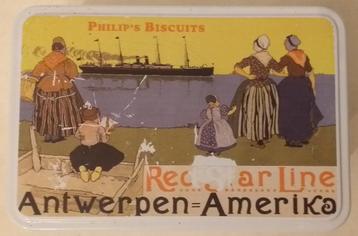 PHILIP'S BISCUITS
Red Star Line
Antwerpen=Amerika